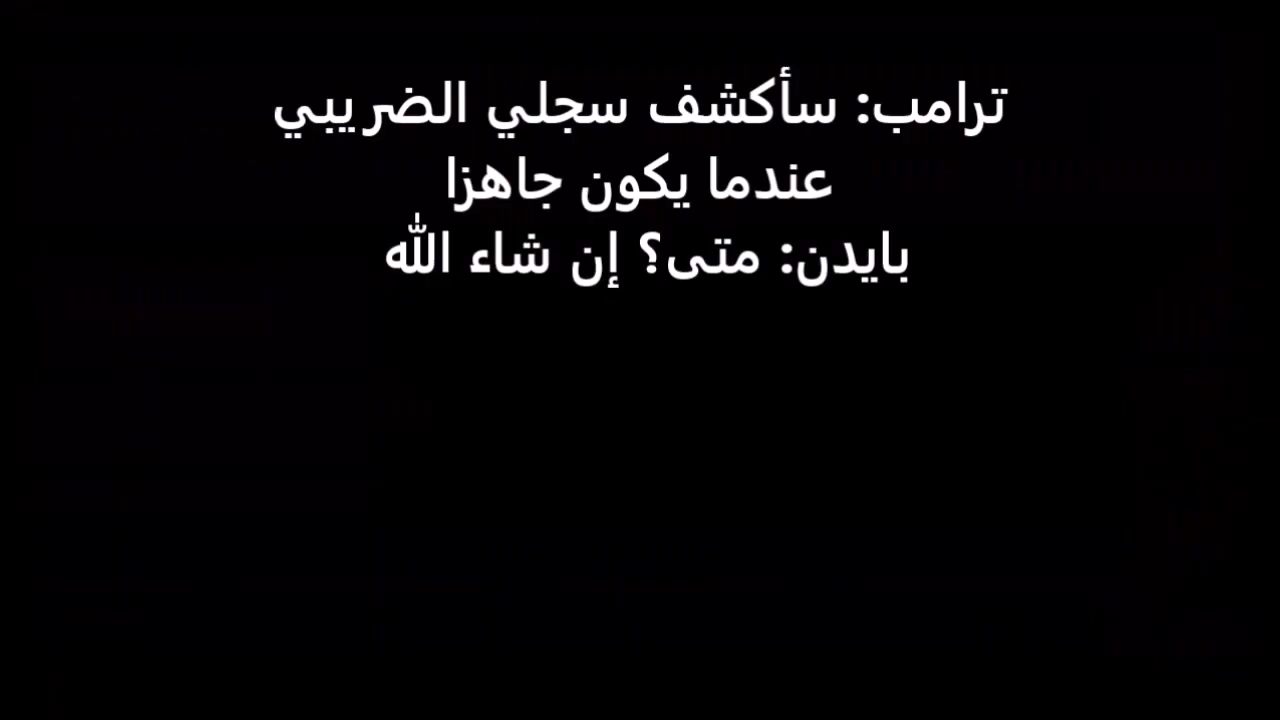 ترامب: سأكشف سجلي الضريبي
عندما يكون جاهزا
بايدن: متى؟ إن شاء الله